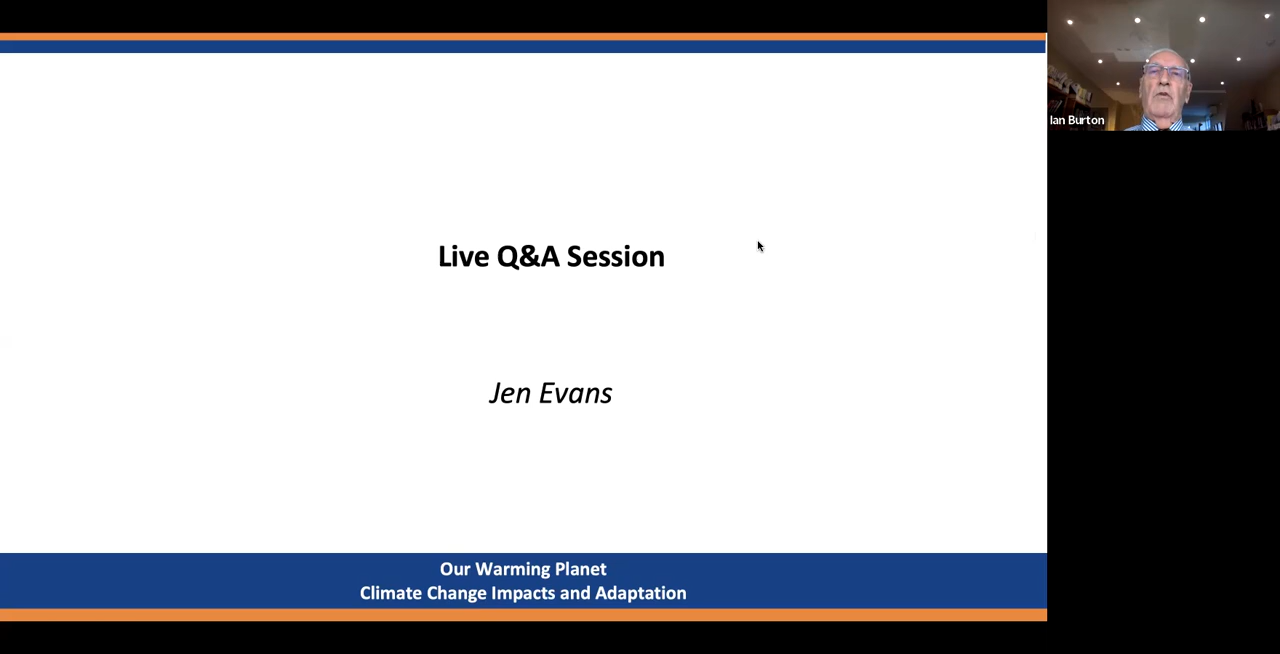 Ian Burton
Live Q&A Session
Jen Evans
Our Warming Planet
Climate Change Impacts and Adaptation